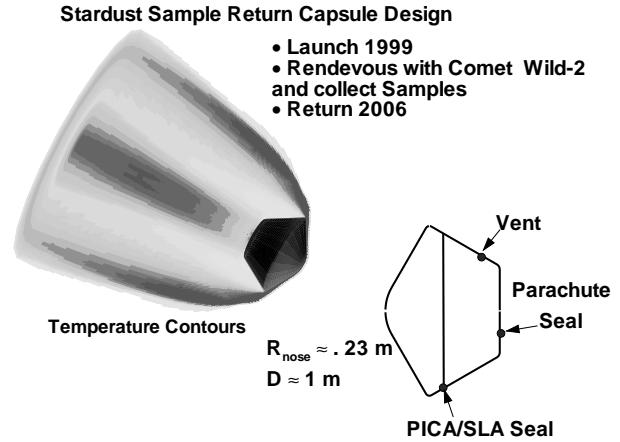 Stardust Sample Return Capsule Design
• Launch 1999
• Rendevous with Comet Wild-2
and collect Samples
• Return 2006
Vent
Parachute
Seal
Temperature Contours
R_nose ≈ . 23 m
D ≈ 1 m
PICA/SLA Seal